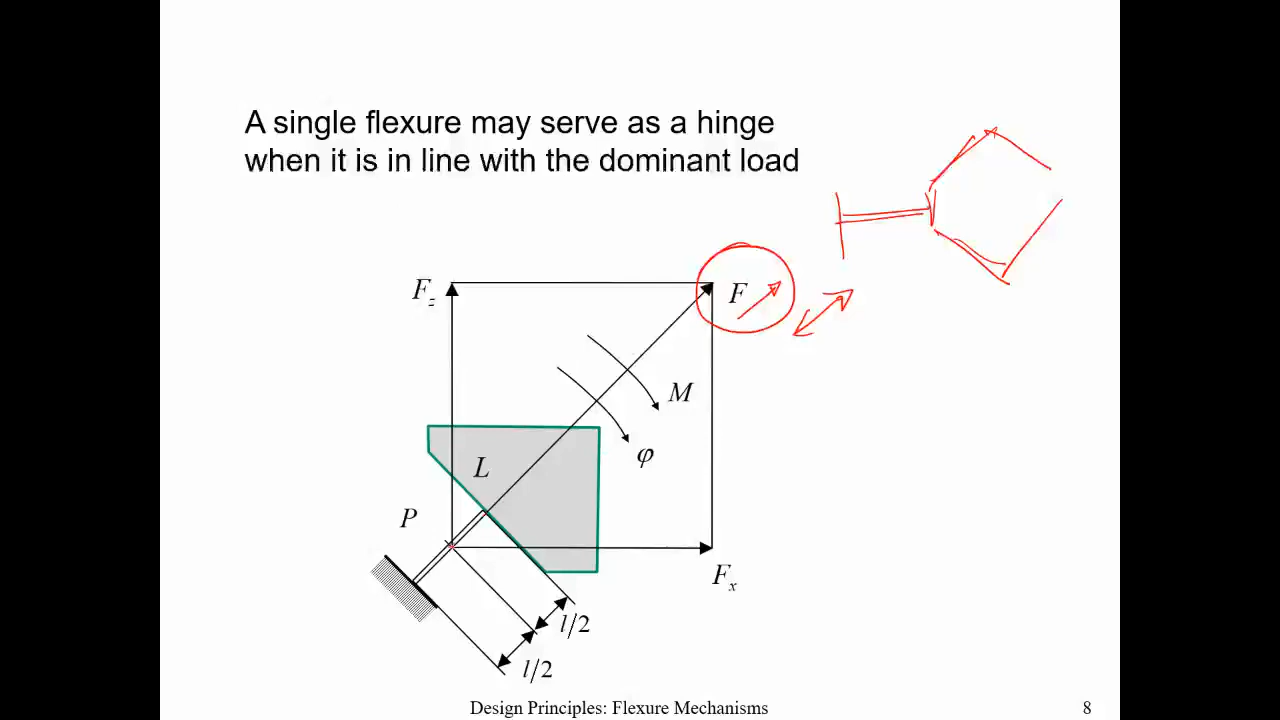 A single flexure may serve as a hinge
when it is in line with the dominant load
F_z
F
M
φ
L
P
F_x
l/2
l/2
Design Principles: Flexure Mechanisms
8